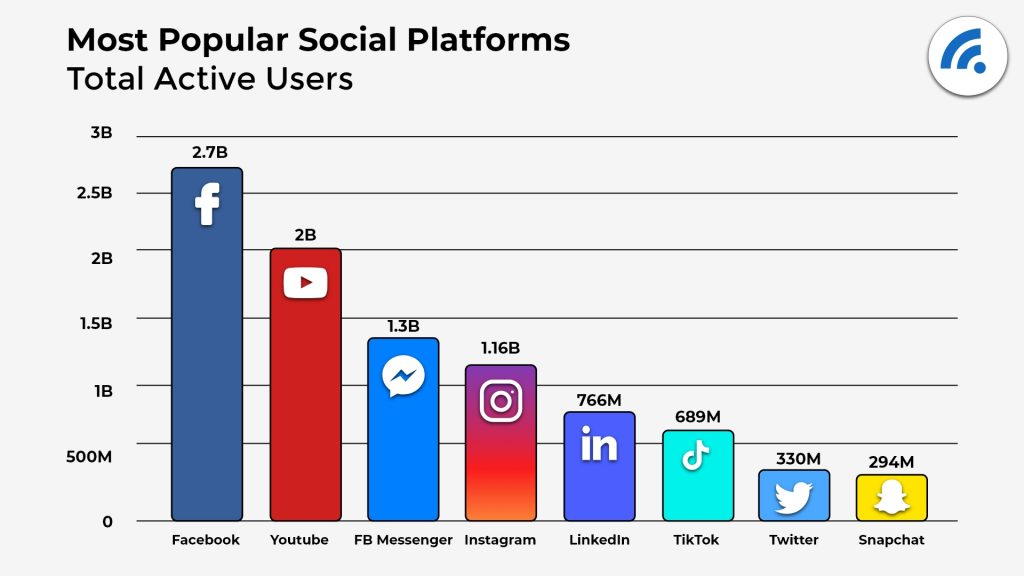 Most Popular Social Platforms
Total Active Users
3B
2.5B
2B
1.5B
1B
500M
0
2.7B
2B
1.3B
1.16B
766M
689M
330M
294M
f
in
Facebook
Youtube
FB Messenger
Instagram
LinkedIn
TikTok
Twitter
Snapchat